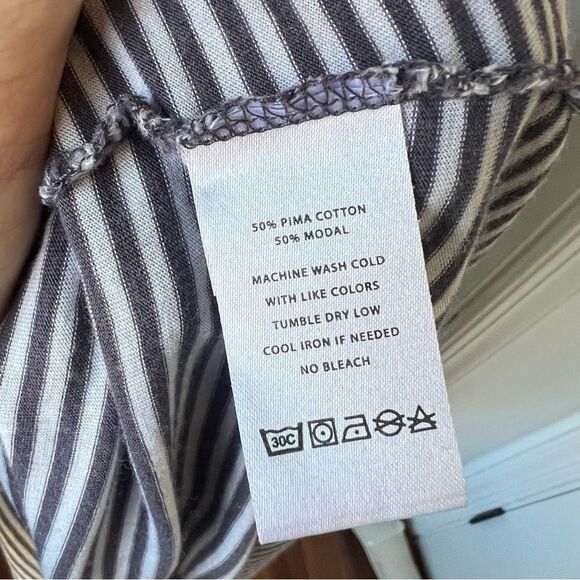 50% PIMA COTTON
50% MODAL
MACHINE WASH COLD
WITH LIKE COLORS
TUMBLE DRY LOW
COOL IRON IF NEEDED
NO BLEACH
30C